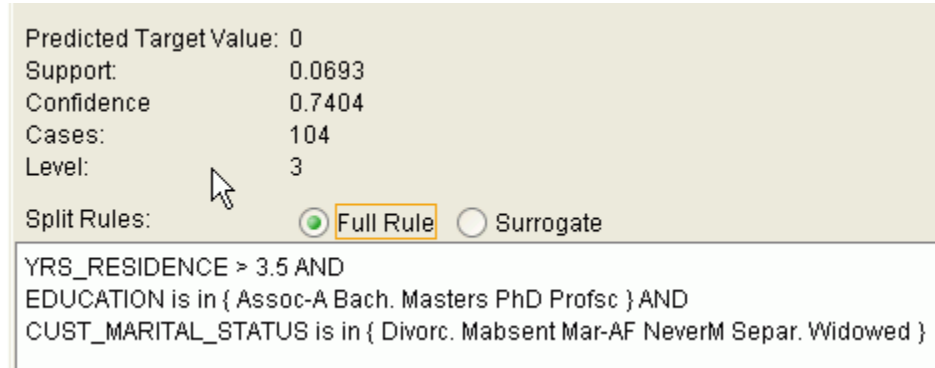 Predicted Target Value: 0
Support: 0.0693
Confidence 0.7404
Cases: 104
Level: 3
Split Rules: Full Rule Surrogate
YRS_RESIDENCE > 3.5 AND
EDUCATION is in { Assoc-A Bach. Masters PhD Profsc } AND
CUST_MARITAL_STATUS is in { Divorc. Mabsent Mar-AF NeverM Separ. Widowed }